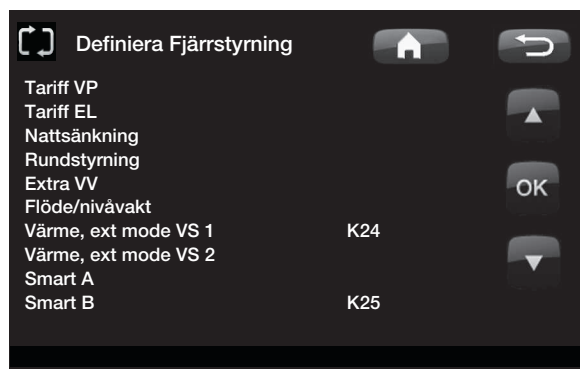 Definiera Fjärrstyrning
Tariff VP
Tariff EL
Nattsänkning
Rundstyrning
Extra VV
OK
Flöde/nivåvakt
Värme, ext mode VS 1 K24
Värme, ext mode VS 2
Smart A
Smart B K25